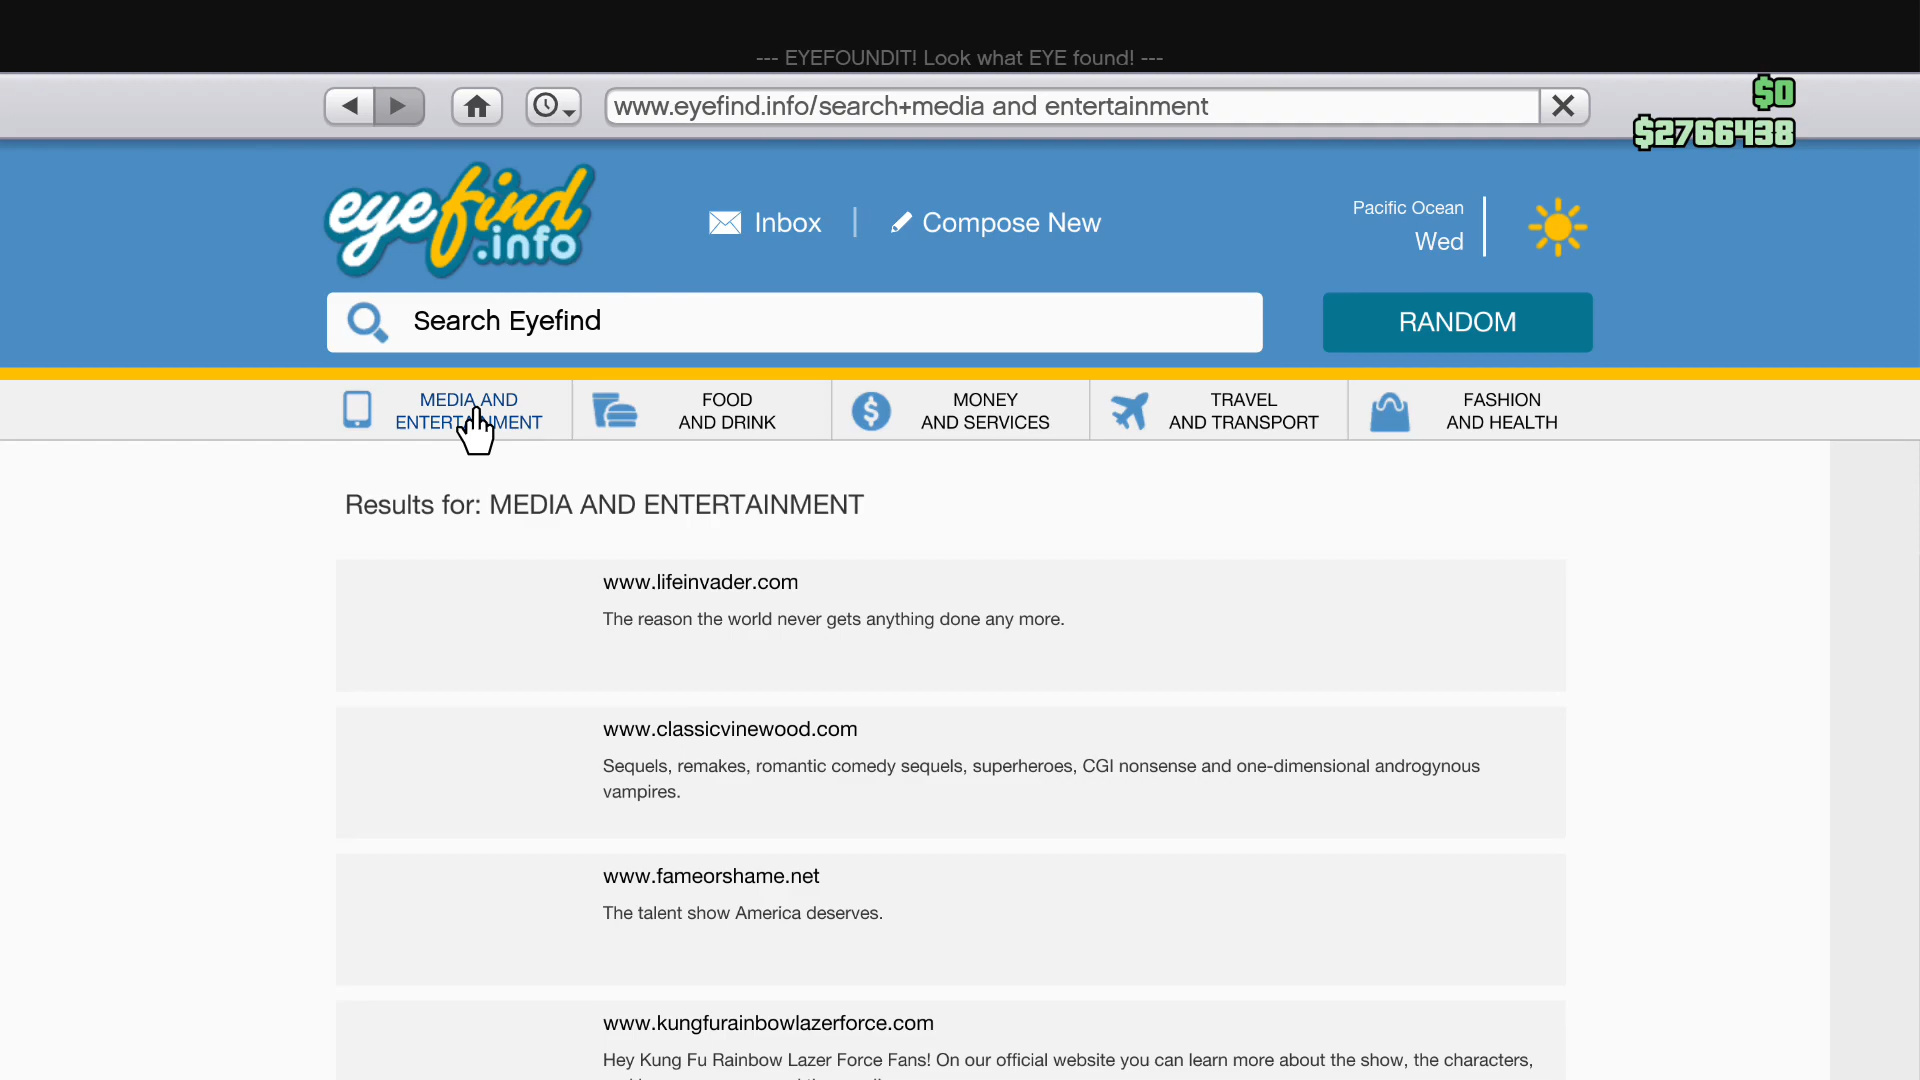 --- EYEFOUNDIT! Look what EYE found! ---
www.eyefind.info/search+media and entertainment
$0
$2766438
eyefind
.info
Inbox
Compose New
Pacific Ocean
Wed
Search Eyefind
RANDOM
MEDIA AND
ENTERTAINMENT
FOOD
AND DRINK
MONEY
AND SERVICES
TRAVEL
AND TRANSPORT
FASHION
AND HEALTH
Results for: MEDIA AND ENTERTAINMENT
www.lifeinvader.com
The reason the world never gets anything done any more.
www.classicvinewood.com
Sequels, remakes, romantic comedy sequels, superheroes, CGI nonsense and one-dimensional androgynous
vampires.
www.fameorshame.net
The talent show America deserves.
www.kungfurainbowlazerforce.com
Hey Kung Fu Rainbow Lazer Force Fans! On our official website you can learn more about the show, the characters,